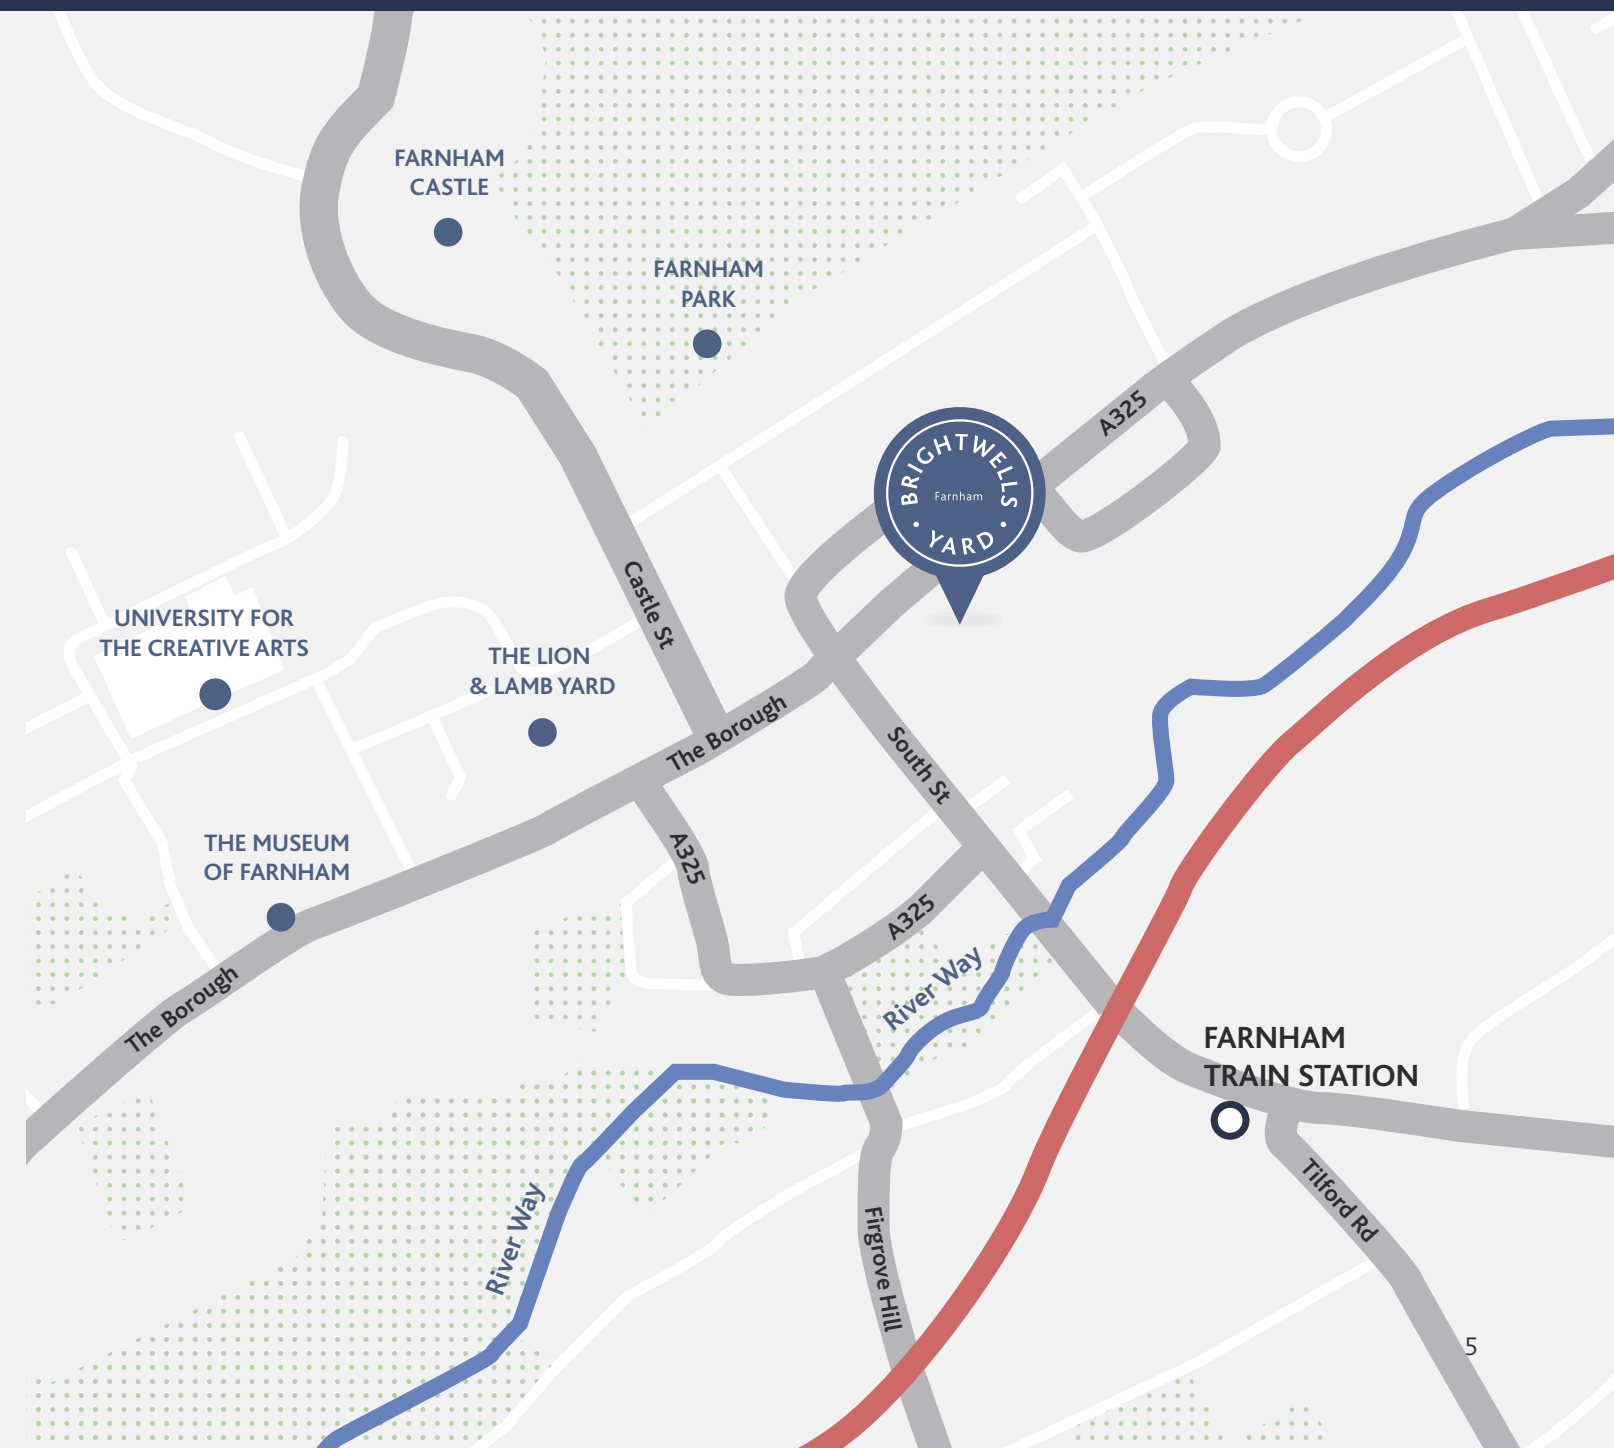 FARNHAM
CASTLE
FARNHAM
PARK
A325
BRIGHTWELLS
Farnham
• YARD •
Castle St
UNIVERSITY FOR
THE CREATIVE ARTS
THE LION
& LAMB YARD
The Borough
South St
THE MUSEUM
OF FARNHAM
A325
A325
River Way
The Borough
FARNHAM
TRAIN STATION
River Way
Tilford Rd
Firgrove Hill
5